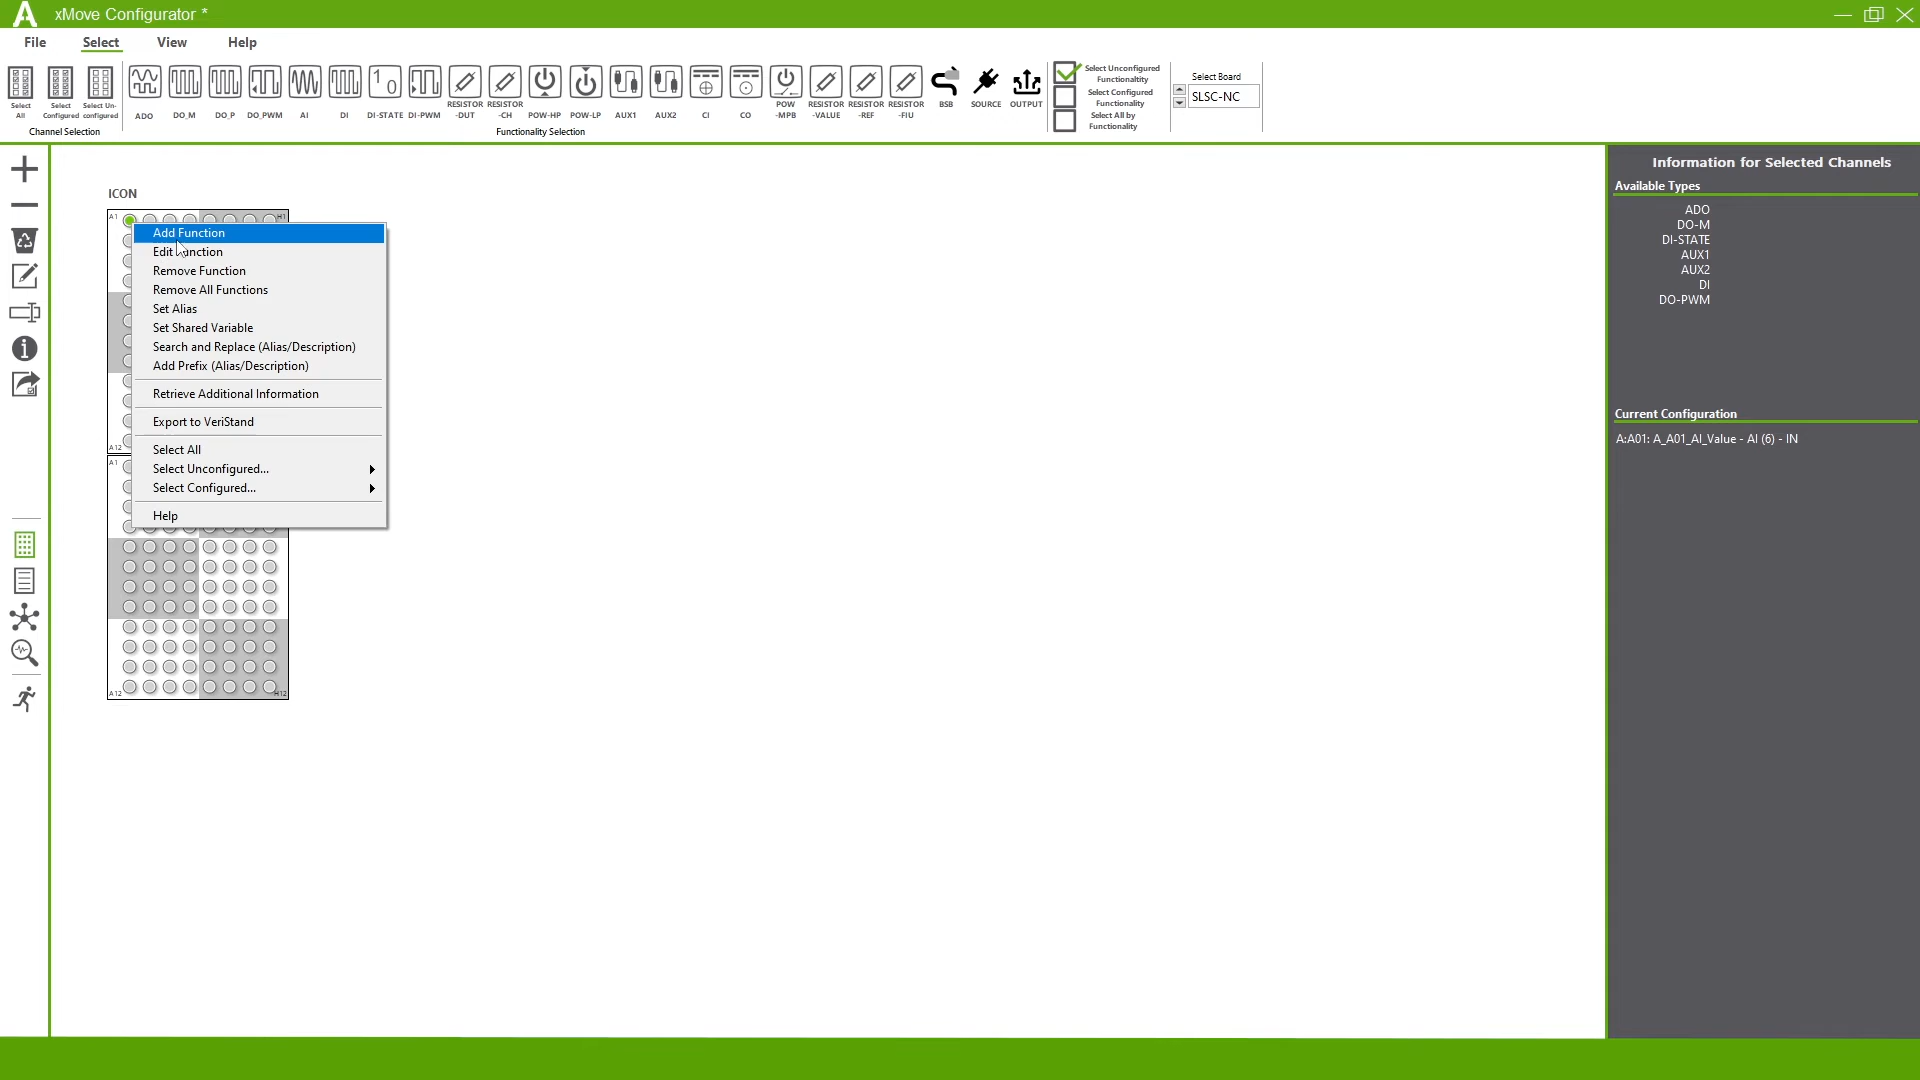 A xMove Configurator *
File Select View Help
Select All
Select Configured
Select Un-configured
ADO
DO_M
DO_P
DO_PWM
AI
DI
DI-STATE
DI-PWM
RESISTOR -DUT
RESISTOR -CH
POW-HP
POW-LP
AUX1
AUX2
CI
CO
POW -MPB
RESISTOR -VALUE
RESISTOR -REF
RESISTOR -FIU
BSB
SOURCE
OUTPUT
Select Unconfigured Functionality
Select Configured Functionality
Select All by Functionality
Select Board
SLSC-NC
Channel Selection
Functionality Selection
ICON
A1 H1
Add Function
Edit Function
Remove Function
Remove All Functions
Set Alias
Set Shared Variable
Search and Replace (Alias/Description)
Add Prefix (Alias/Description)
Retrieve Additional Information
Export to VeriStand
Select All
Select Unconfigured...
Select Configured...
Help
A12
A1
A12 H12
Information for Selected Channels
Available Types
ADO
DO-M
DI-STATE
AUX1
AUX2
DI
DO-PWM
Current Configuration
A:A01: A_A01_AI_Value - AI (6) - IN